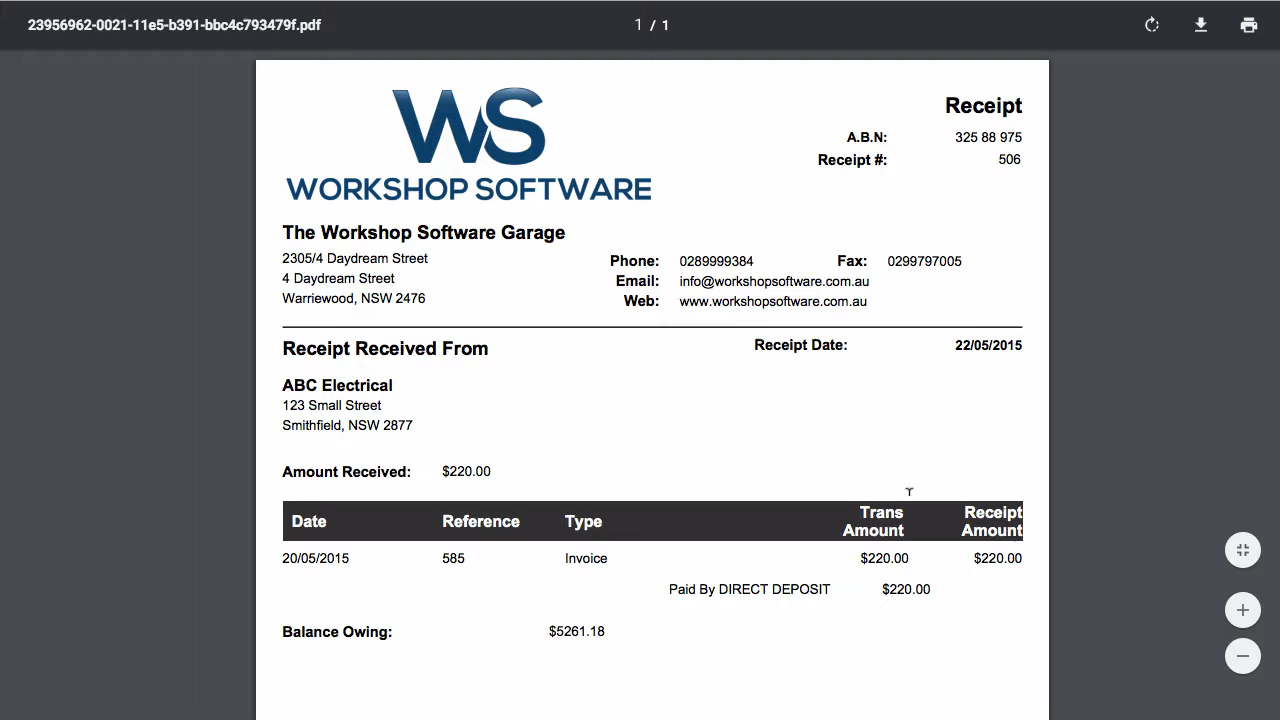 23956962-0021-11e5-b391-bbc4c793479f.pdf
1 / 1
WS
WORKSHOP SOFTWARE
Receipt
A.B.N: 325 88 975
Receipt #: 506
The Workshop Software Garage
2305/4 Daydream Street
4 Daydream Street
Warriewood, NSW 2476
Phone: 0289999384 Fax: 0299797005
Email: info@workshopsoftware.com.au
Web: www.workshopsoftware.com.au
Receipt Received From
Receipt Date: 22/05/2015
ABC Electrical
123 Small Street
Smithfield, NSW 2877
Amount Received: $220.00
Date Reference Type Trans Amount Receipt Amount
20/05/2015 585 Invoice $220.00 $220.00
Paid By DIRECT DEPOSIT $220.00
Balance Owing: $5261.18